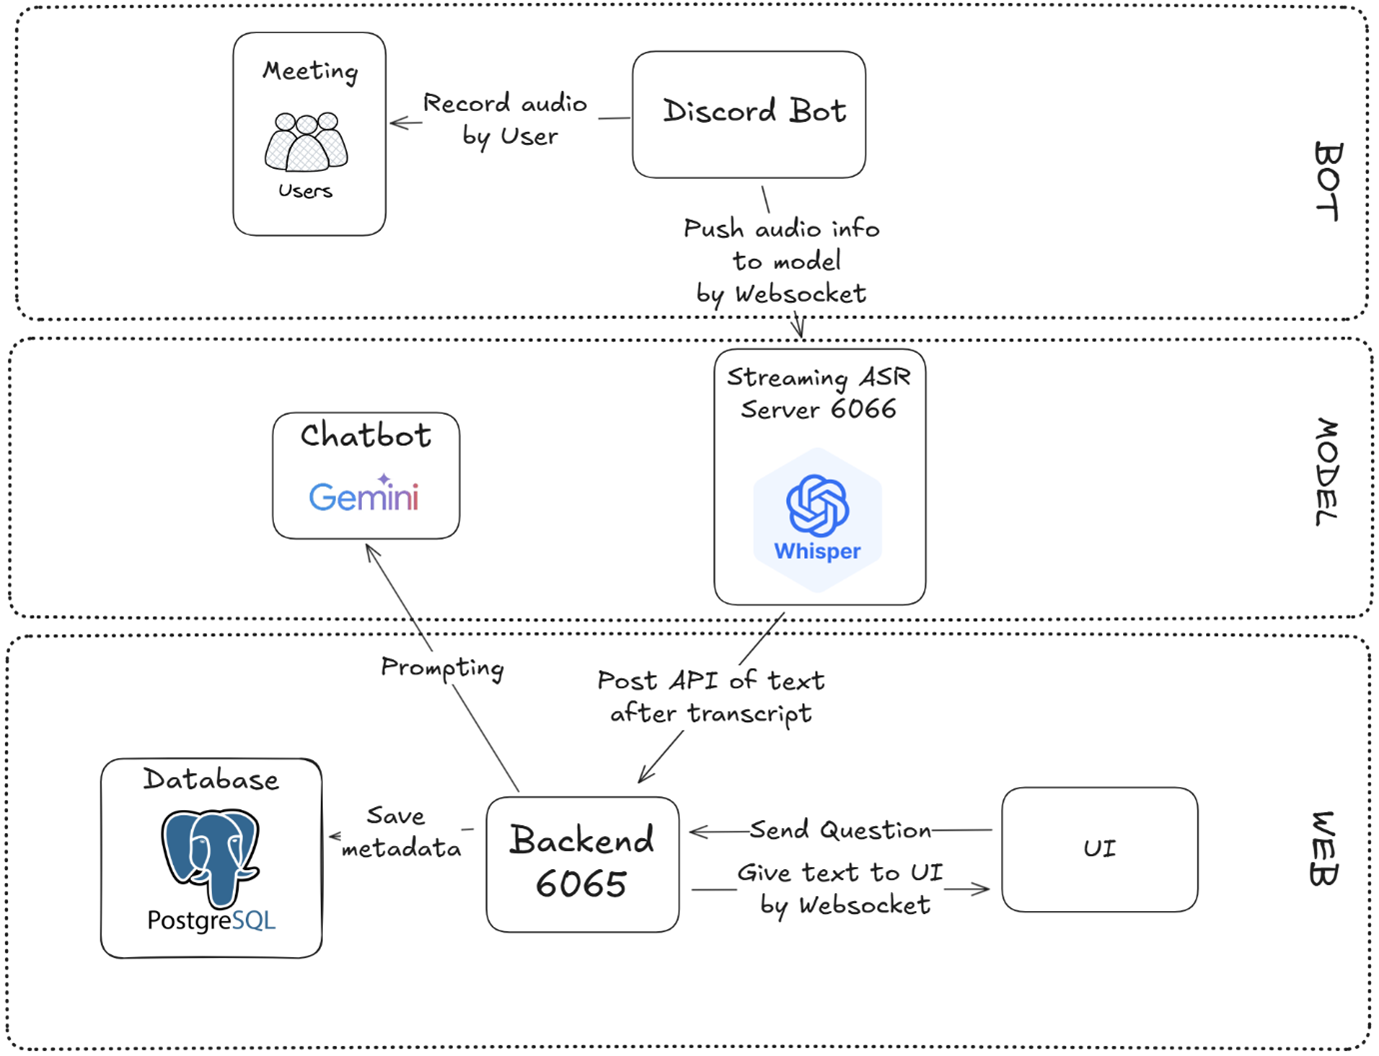 Meeting
Users
Record audio
by User
Discord Bot
Push audio info
to model
by Websocket
BOT
Streaming ASR
Server 6066
Whisper
Chatbot
Gemini
MODEL
Prompting
Post API of text
after transcript
Database
PostgreSQL
Save
metadata
Backend
6065
Send Question
Give text to UI
by Websocket
UI
WEB